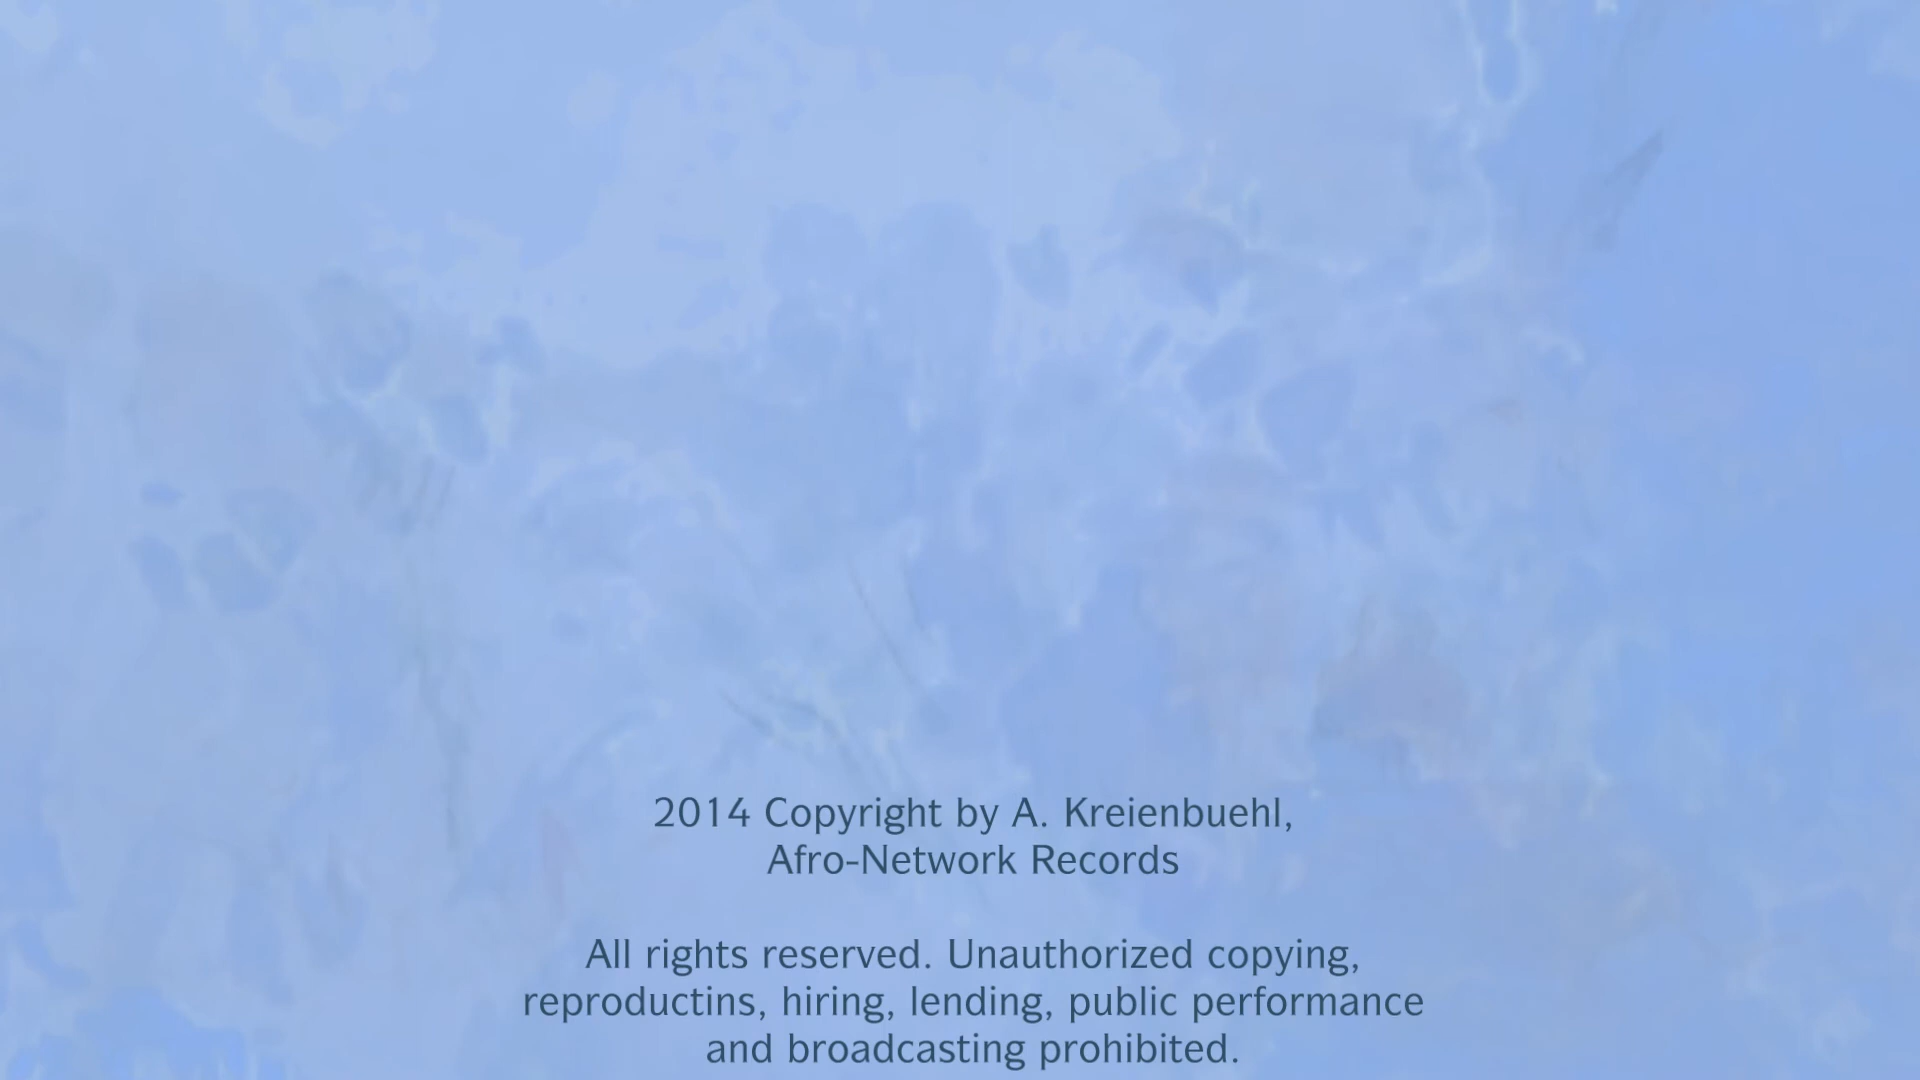 2014 Copyright by A. Kreienbuehl,
Afro-Network Records
All rights reserved. Unauthorized copying,
reproductins, hiring, lending, public performance
and broadcasting prohibited.